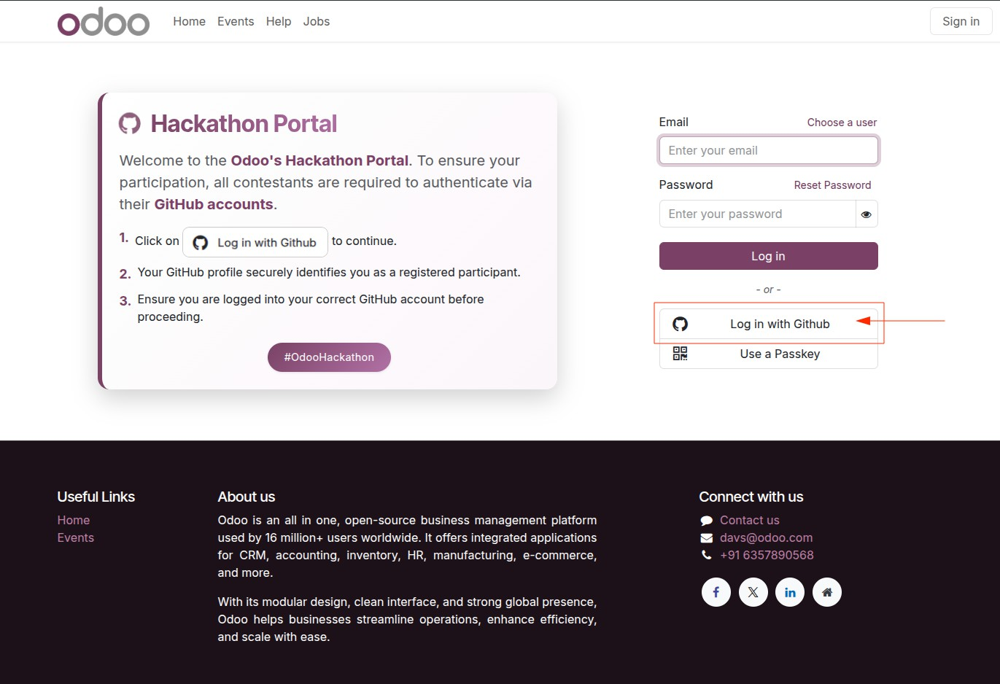 odoo Home Events Help Jobs Sign in
Hackathon Portal
Welcome to the Odoo's Hackathon Portal. To ensure your
participation, all contestants are required to authenticate via
their GitHub accounts.
1. Click on Log in with Github to continue.
2. Your GitHub profile securely identifies you as a registered participant.
3. Ensure you are logged into your correct GitHub account before
proceeding.
#OdooHackathon
Email Choose a user
Enter your email
Password Reset Password
Enter your password
Log in
- or -
Log in with Github
Use a Passkey
Useful Links
Home
Events
About us
Odoo is an all in one, open-source business management platform
used by 16 million+ users worldwide. It offers integrated applications
for CRM, accounting, inventory, HR, manufacturing, e-commerce,
and more.
With its modular design, clean interface, and strong global presence,
Odoo helps businesses streamline operations, enhance efficiency,
and scale with ease.
Connect with us
Contact us
davs@odoo.com
+91 6357890568